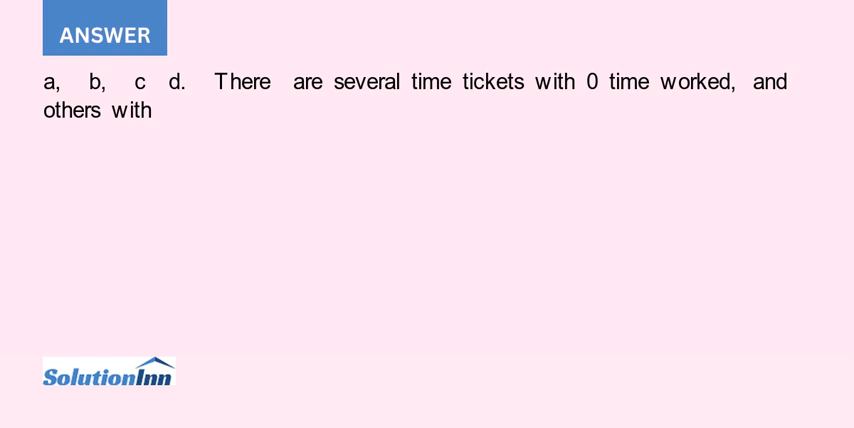 ANSWER
a, b, c d. There are several time tickets with 0 time worked, and
others with
SolutionInn